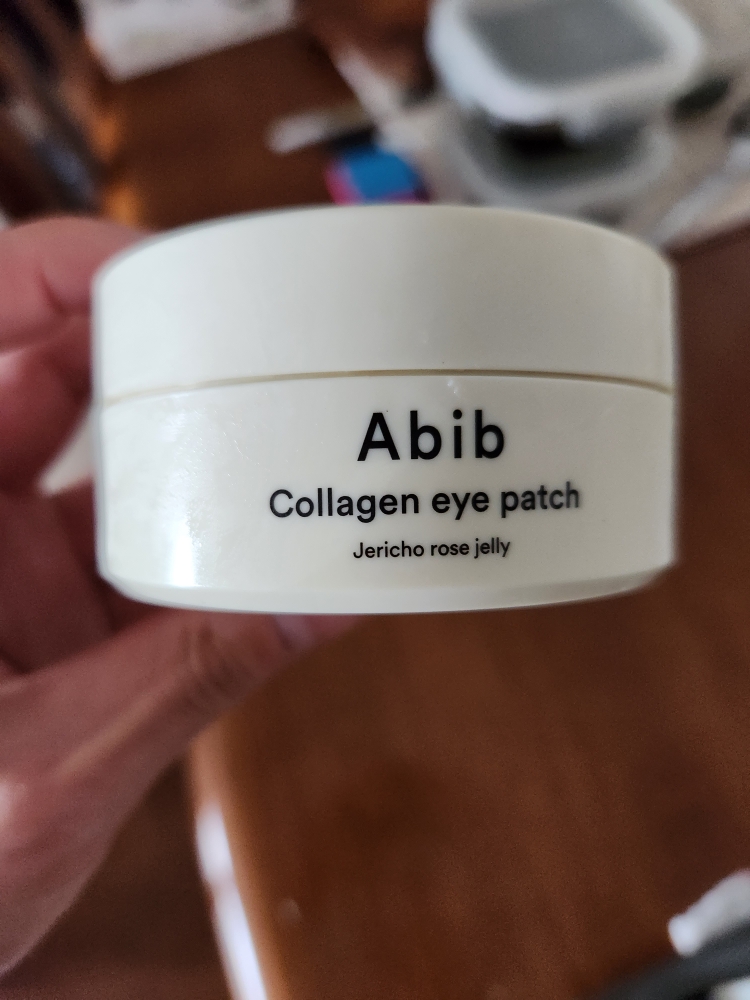 Abib
Collagen eye patch
Jericho rose jelly